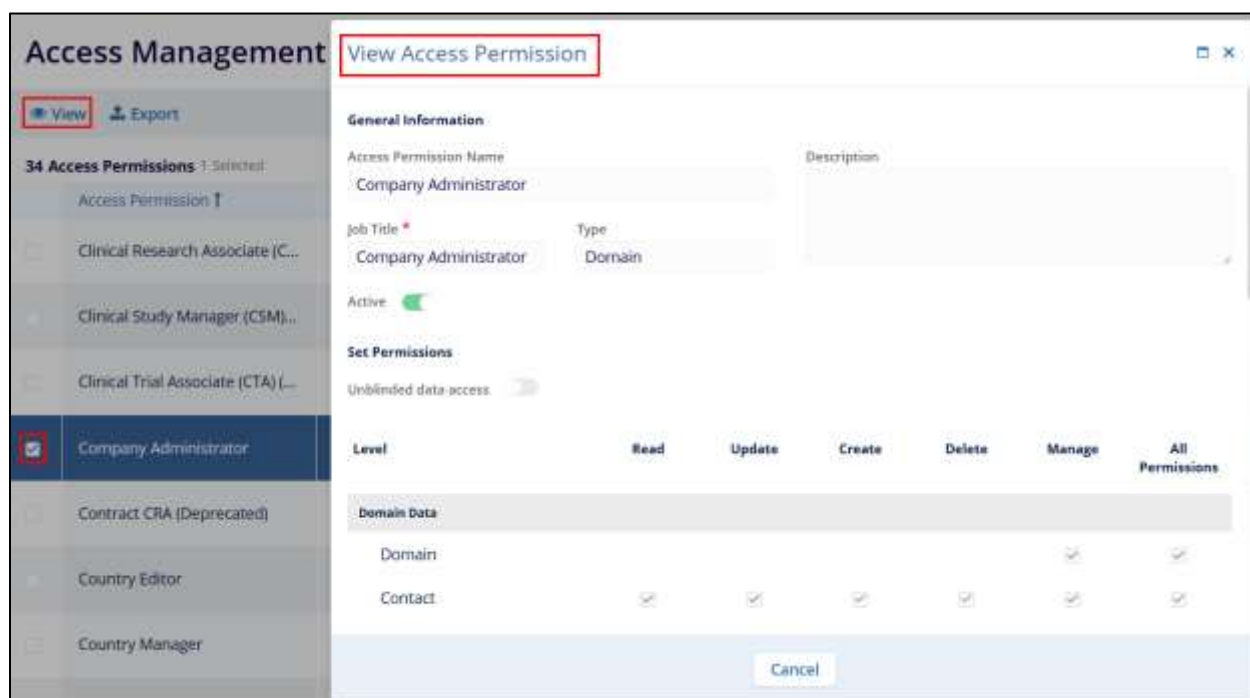 Access Management
View
Export
34 Access Permissions 1 Selected
Access Permission ↑
Clinical Research Associate (C...
Clinical Study Manager (CSM)...
Clinical Trial Associate (CTA) (...
Company Administrator
Contract CRA (Deprecated)
Country Editor
Country Manager
View Access Permission
General Information
Access Permission Name
Company Administrator
Description
Job Title *
Company Administrator
Type
Domain
Active
Set Permissions
Unblinded data access
Level Read Update Create Delete Manage All Permissions
Domain Data
Domain
Contact
Cancel